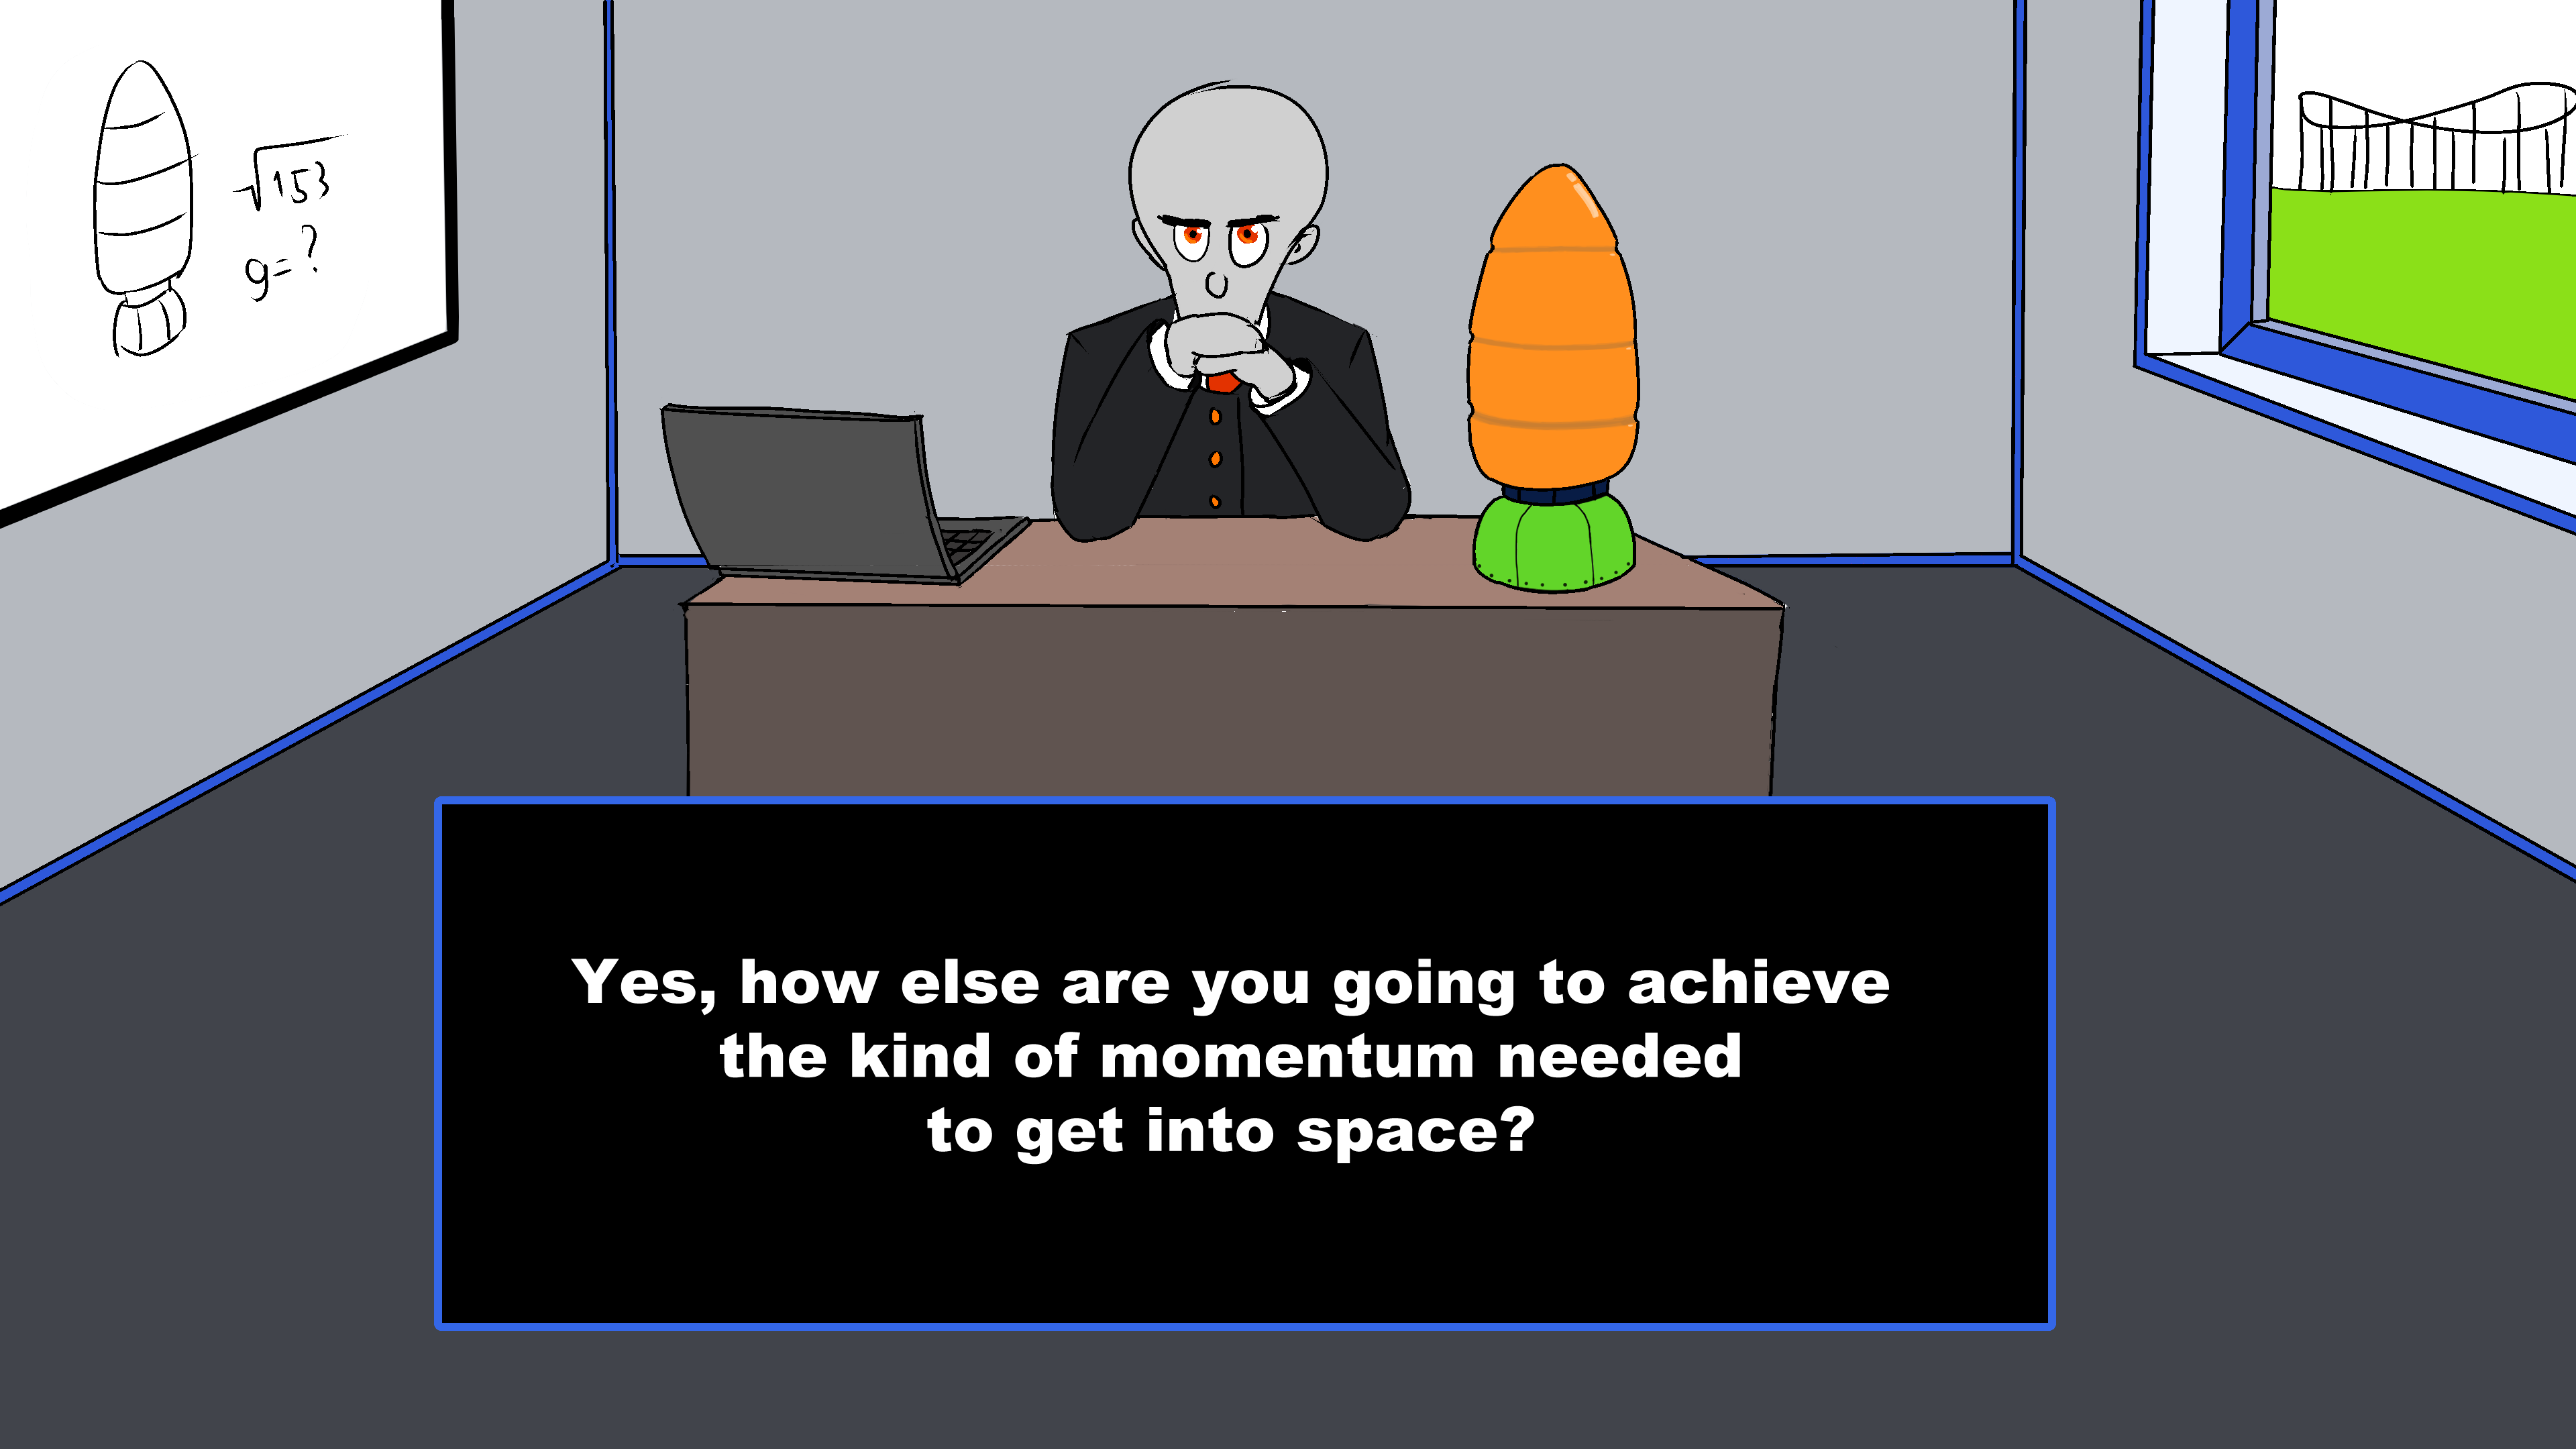 √153
g=?
Yes, how else are you going to achieve
the kind of momentum needed
to get into space?